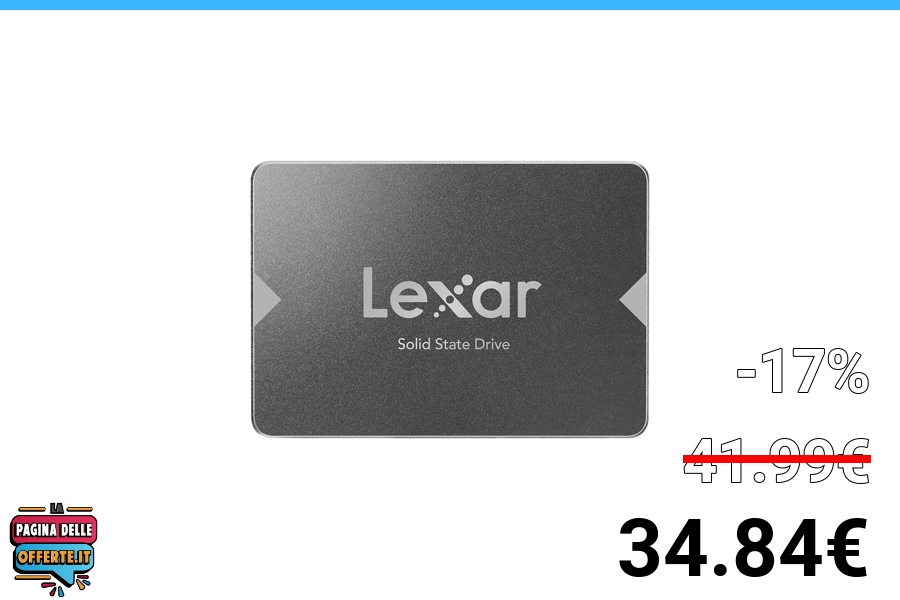 Lexar
Solid State Drive
-17%
41.99€
34.84€
LA
PAGINA DELLE
OFFERTE.IT